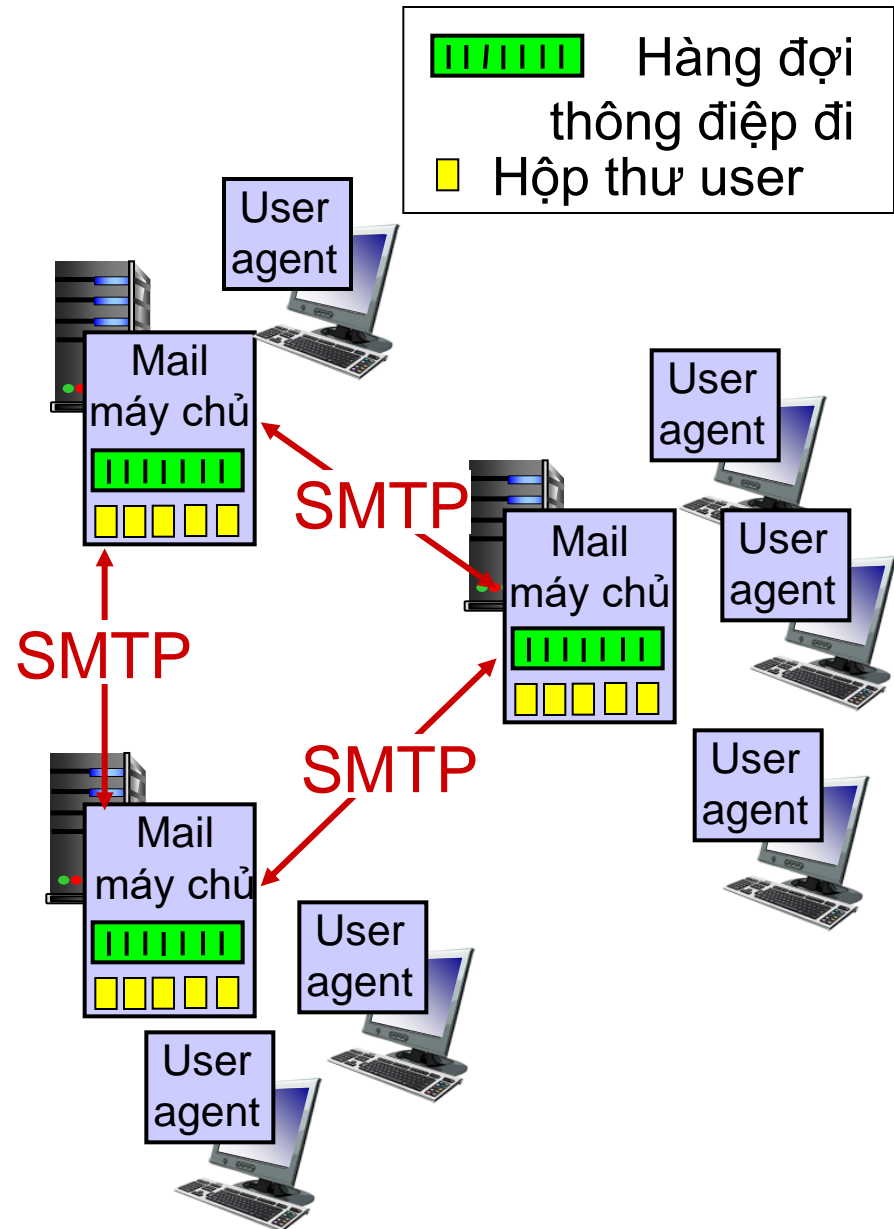 Hàng đợi
thông điệp đi
Hộp thư user
User
agent
Mail
máy chủ
SMTP
User
agent
User
agent
Mail
máy chủ
SMTP
SMTP
User
agent
Mail
máy chủ
User
agent
User
agent